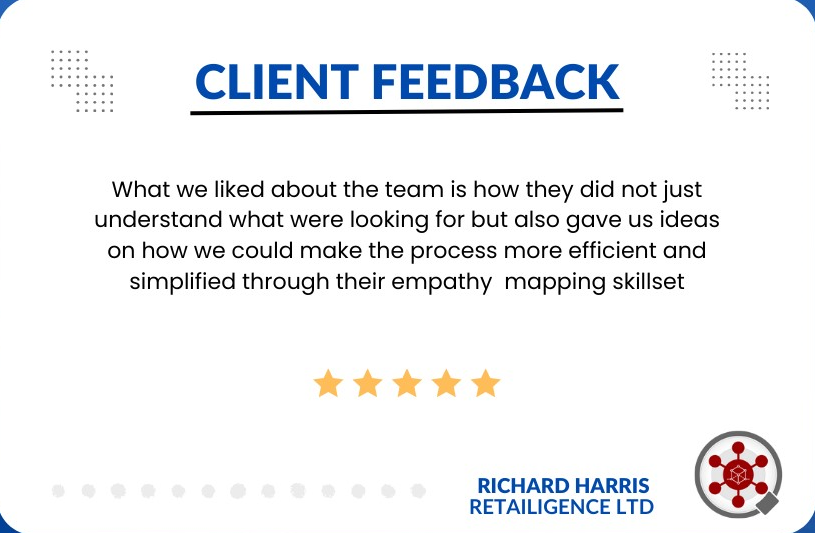 CLIENT FEEDBACK
What we liked about the team is how they did not just
understand what were looking for but also gave us ideas
on how we could make the process more efficient and
simplified through their empathy  mapping skillset
RICHARD HARRIS
RETAILIGENCE LTD